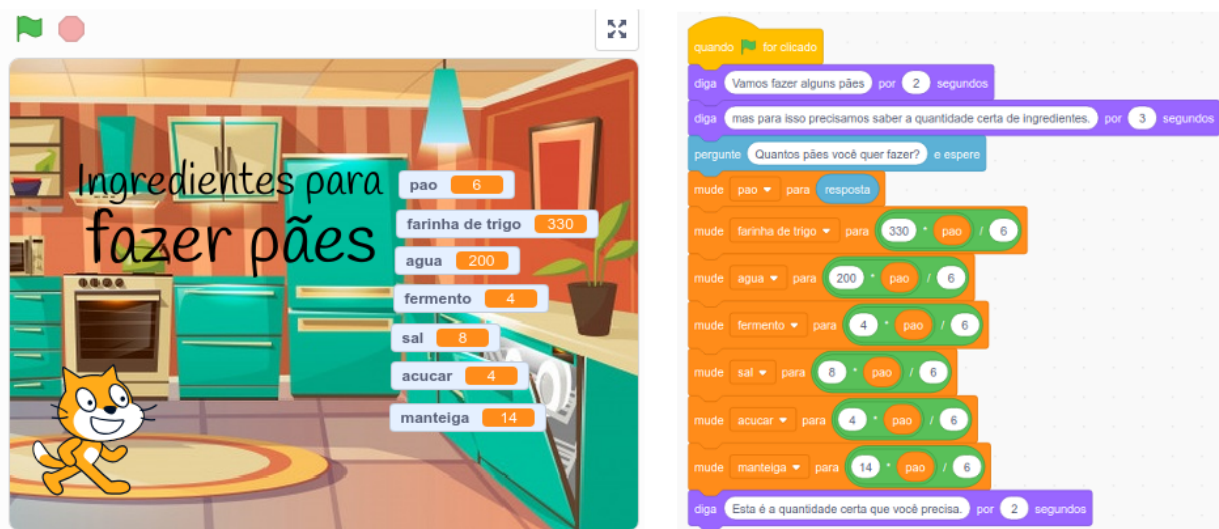 Ingredientes para
fazer pães
pao 6
farinha de trigo 330
agua 200
fermento 4
sal 8
acucar 4
manteiga 14
quando for clicado
diga Vamos fazer alguns pães por 2 segundos
diga mas para isso precisamos saber a quantidade certa de ingredientes. por 3 segundos
pergunte Quantos pães você quer fazer? e espere
mude pao para resposta
mude farinha de trigo para 330 * pao / 6
mude agua para 200 * pao / 6
mude fermento para 4 * pao / 6
mude sal para 8 * pao / 6
mude acucar para 4 * pao / 6
mude manteiga para 14 * pao / 6
diga Esta é a quantidade certa que você precisa. por 2 segundos